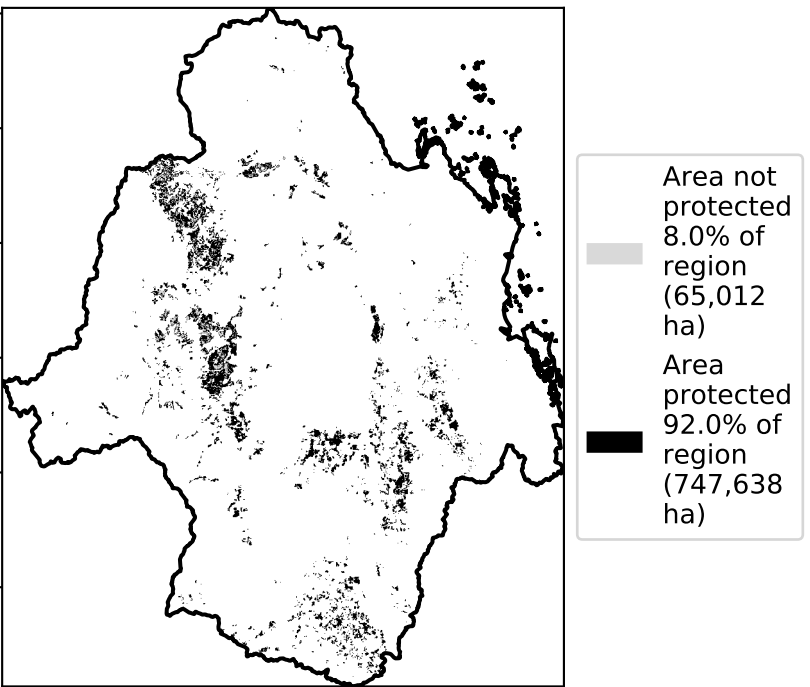 Area not
protected
8.0% of
region
(65,012
ha)
Area
protected
92.0% of
region
(747,638
ha)